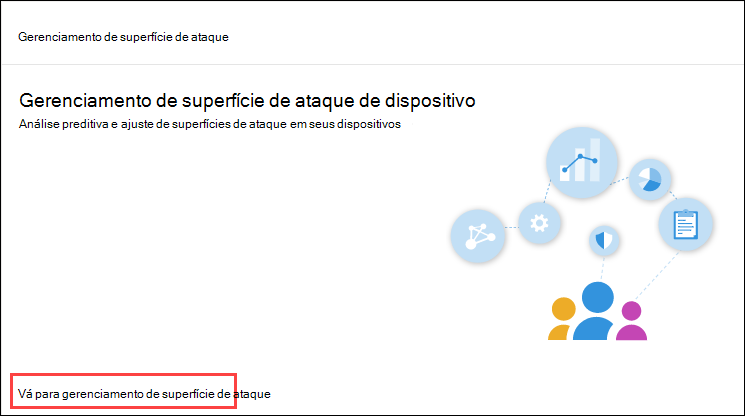 Gerenciamento de superfície de ataque
Gerenciamento de superfície de ataque de dispositivo
Análise preditiva e ajuste de superfícies de ataque em seus dispositivos
Vá para gerenciamento de superfície de ataque